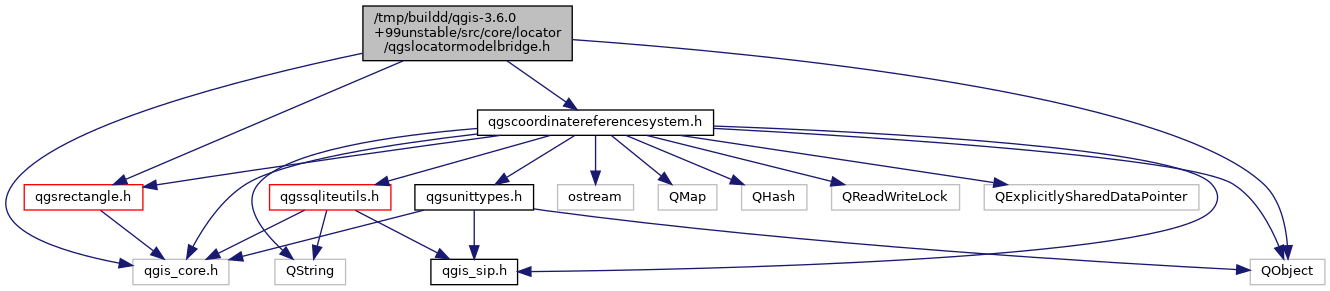 /tmp/buildd/qgis-3.6.0
+99unstable/src/core/locator
/qgslocatormodelbridge.h
qgscoordinatereferencesystem.h
qgsrectangle.h
qgssqliteutils.h
qgsunittypes.h
ostream
QMap
QHash
QReadWriteLock
QExplicitlySharedDataPointer
qgis_core.h
QString
qgis_sip.h
QObject